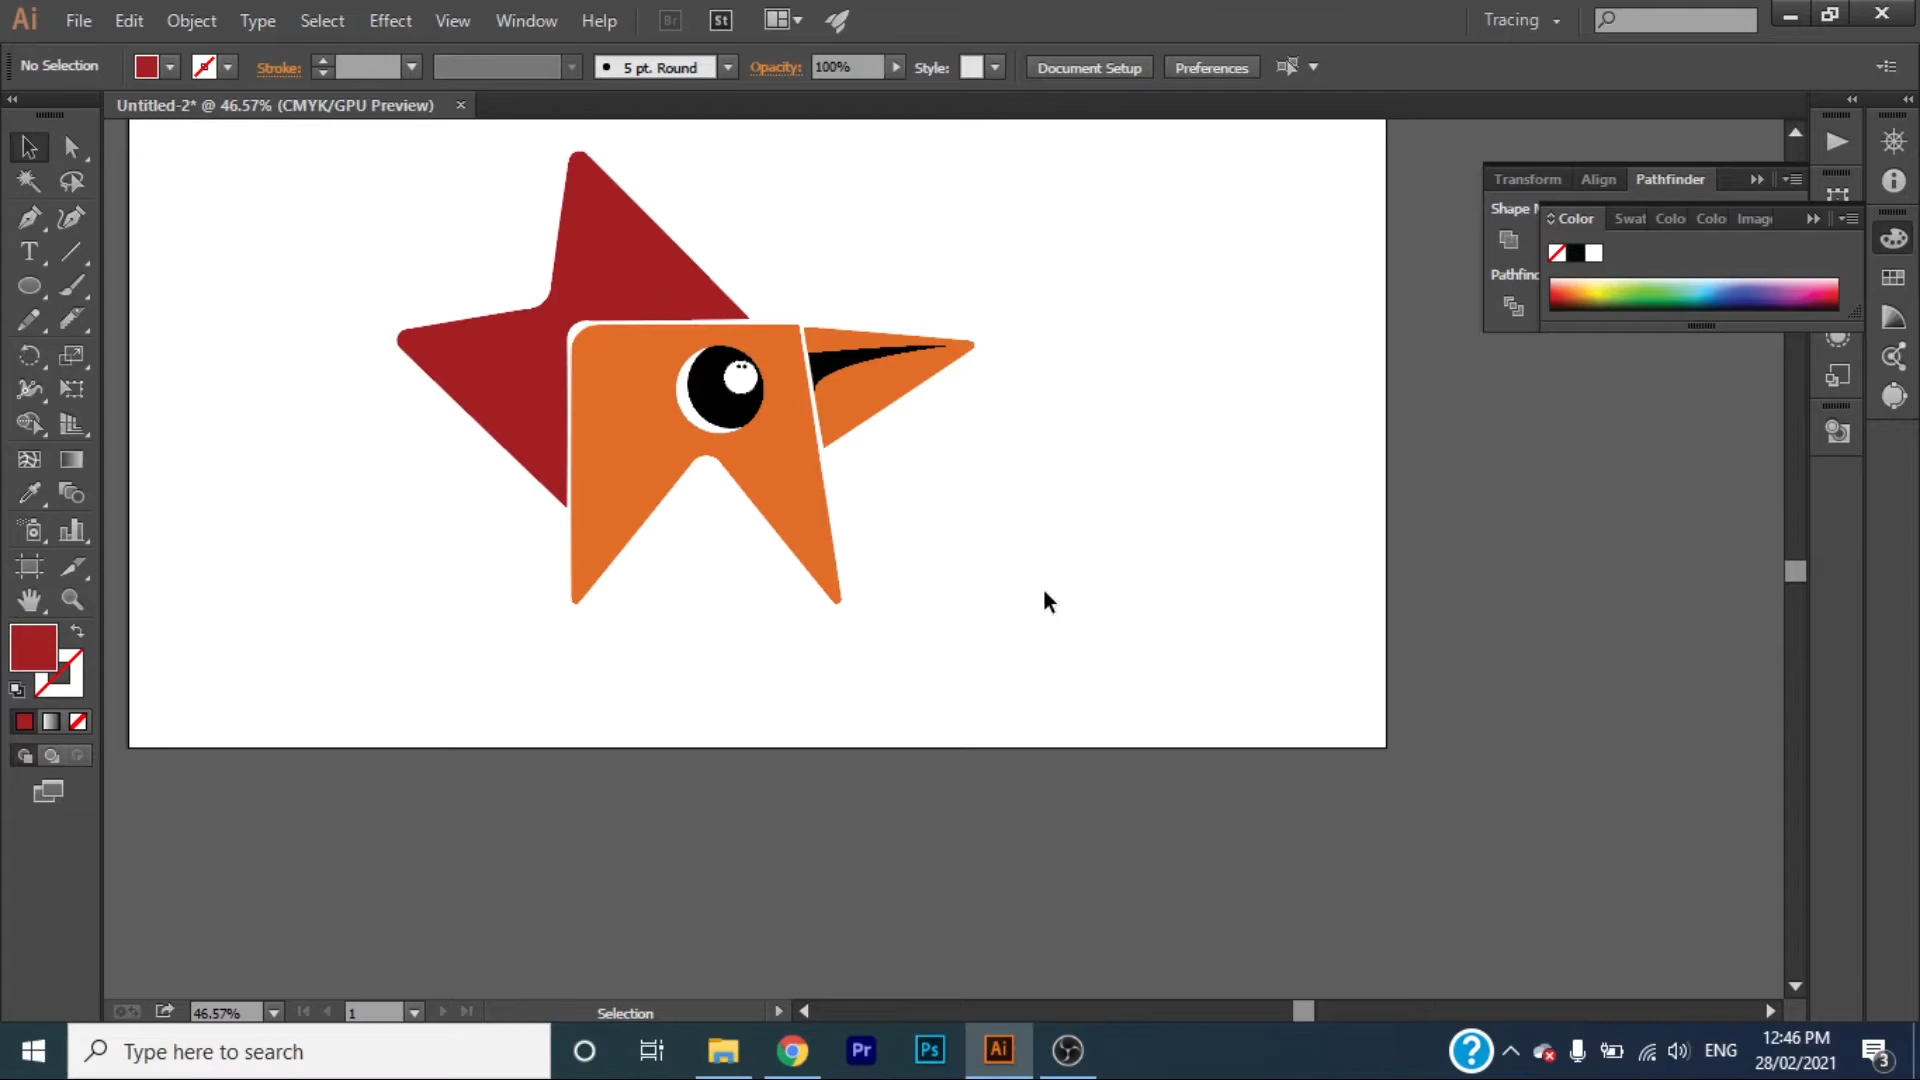 Ai File Edit Object Type Select Effect View Window Help Br St Tracing
No Selection Stroke: 5 pt. Round Opacity: 100% Style: Document Setup Preferences
Untitled-2* @ 46.57% (CMYK/GPU Preview) ×
Transform Align Pathfinder
Shape M
Color Swat Colo Colo Imag
Pathfind
T
46.57% 1 Selection
Type here to search Pr Ps Ai ? ENG 12:46 PM
28/02/2021 3